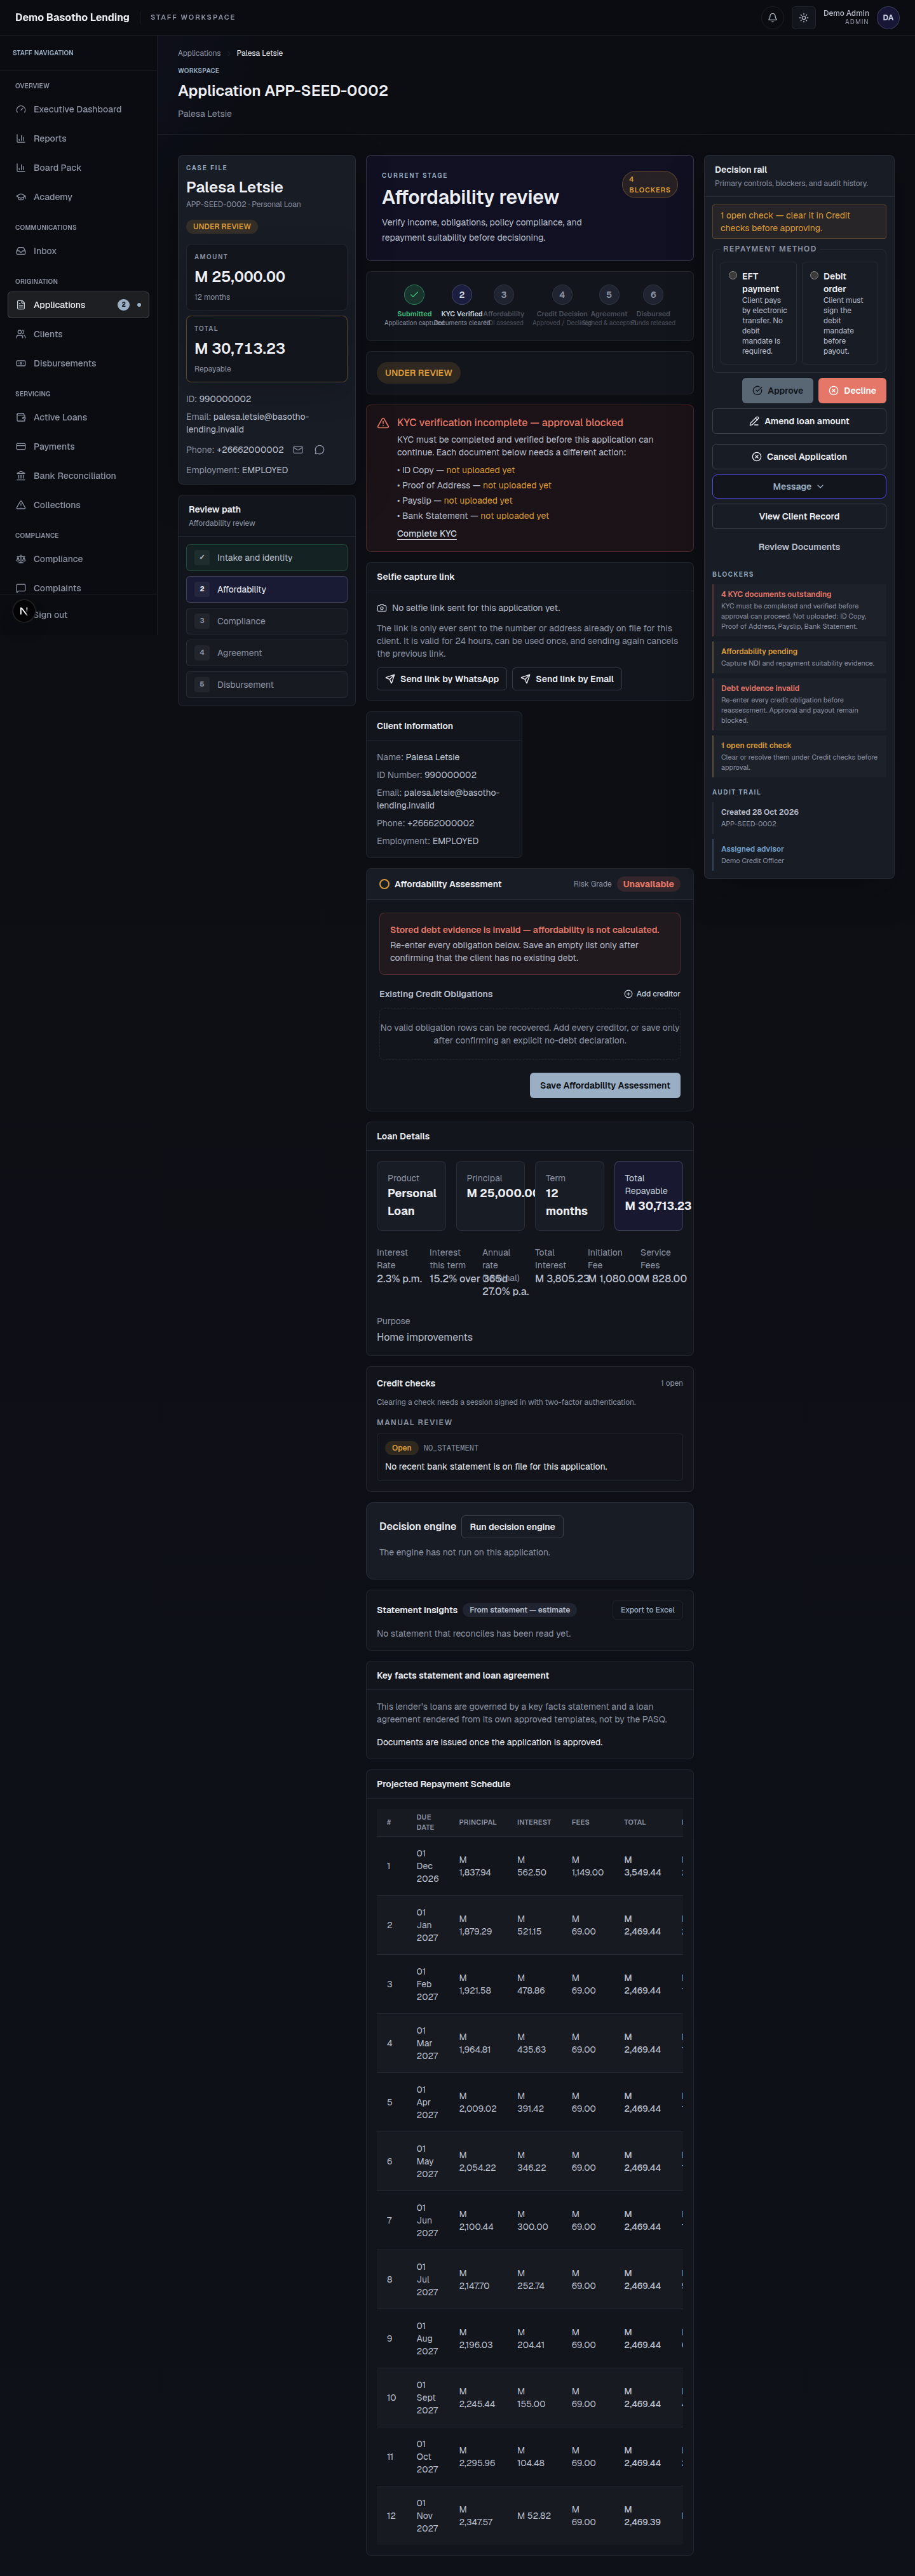 Demo Basotho Lending
STAFF WORKSPACE
Demo Admin
ADMIN
DA
STAFF NAVIGATION
OVERVIEW
Executive Dashboard
Reports
Board Pack
Academy
COMMUNICATIONS
Inbox
ORIGINATION
Applications 2
Clients
Disbursements
SERVICING
Active Loans
Payments
Bank Reconciliation
Collections
COMPLIANCE
Compliance
Complaints
N
Sign out
Applications
Palesa Letsie
WORKSPACE
Application APP-SEED-0002
Palesa Letsie
CASE FILE
Palesa Letsie
APP-SEED-0002 · Personal Loan
UNDER REVIEW
AMOUNT
M 25,000.00
12 months
TOTAL
M 30,713.23
Repayable
ID: 990000002
Email: palesa.letsie@basotho-
lending.invalid
Phone: +26662000002
Employment: EMPLOYED
Review path
Affordability review
✓ Intake and identity
2 Affordability
3 Compliance
4 Agreement
5 Disbursement
CURRENT STAGE
4
BLOCKERS
Affordability review
Verify income, obligations, policy compliance, and
repayment suitability before decisioning.
2 3 4 5 6
Submitted KYC Verified Affordability Credit Decision Agreement Disbursed
Application captured Documents cleared NDI assessed Approved / Declined Signed & accepted Funds released
UNDER REVIEW
KYC verification incomplete — approval blocked
KYC must be completed and verified before this application can
continue. Each document below needs a different action:
• ID Copy — not uploaded yet
• Proof of Address — not uploaded yet
• Payslip — not uploaded yet
• Bank Statement — not uploaded yet
Complete KYC
Selfie capture link
No selfie link sent for this application yet.
The link is only ever sent to the number or address already on file for this
client. It is valid for 24 hours, can be used once, and sending again cancels
the previous link.
Send link by WhatsApp
Send link by Email
Client Information
Name: Palesa Letsie
ID Number: 990000002
Email: palesa.letsie@basotho-
lending.invalid
Phone: +26662000002
Employment: EMPLOYED
Affordability Assessment
Risk Grade Unavailable
Stored debt evidence is invalid — affordability is not calculated.
Re-enter every obligation below. Save an empty list only after
confirming that the client has no existing debt.
Existing Credit Obligations
Add creditor
No valid obligation rows can be recovered. Add every creditor, or save only
after confirming an explicit no-debt declaration.
Save Affordability Assessment
Loan Details
Product
Personal
Loan
Principal
M 25,000.00
Term
12
months
Total
Repayable
M 30,713.23
Interest
Rate
2.3% p.m.
Interest
this term
15.2% over 365d
Annual
rate
(nominal)
27.0% p.a.
Total
Interest
M 3,805.23
Initiation
Fee
M 1,080.00
Service
Fees
M 828.00
Purpose
Home improvements
Credit checks
1 open
Clearing a check needs a session signed in with two-factor authentication.
MANUAL REVIEW
Open NO_STATEMENT
No recent bank statement is on file for this application.
Decision engine
Run decision engine
The engine has not run on this application.
Statement Insights
From statement — estimate
Export to Excel
No statement that reconciles has been read yet.
Key facts statement and loan agreement
This lender's loans are governed by a key facts statement and a loan
agreement rendered from its own approved templates, not by the PASQ.
Documents are issued once the application is approved.
Projected Repayment Schedule
# DUE DATE PRINCIPAL INTEREST FEES TOTAL
1 01 Dec 2026 M 1,837.94 M 562.50 M 1,149.00 M 3,549.44
2 01 Jan 2027 M 1,879.29 M 521.15 M 69.00 M 2,469.44
3 01 Feb 2027 M 1,921.58 M 478.86 M 69.00 M 2,469.44
4 01 Mar 2027 M 1,964.81 M 435.63 M 69.00 M 2,469.44
5 01 Apr 2027 M 2,009.02 M 391.42 M 69.00 M 2,469.44
6 01 May 2027 M 2,054.22 M 346.22 M 69.00 M 2,469.44
7 01 Jun 2027 M 2,100.44 M 300.00 M 69.00 M 2,469.44
8 01 Jul 2027 M 2,147.70 M 252.74 M 69.00 M 2,469.44
9 01 Aug 2027 M 2,196.03 M 204.41 M 69.00 M 2,469.44
10 01 Sept 2027 M 2,245.44 M 155.00 M 69.00 M 2,469.44
11 01 Oct 2027 M 2,295.96 M 104.48 M 69.00 M 2,469.44
12 01 Nov 2027 M 2,347.57 M 52.82 M 69.00 M 2,469.39
Decision rail
Primary controls, blockers, and audit history.
1 open check — clear it in Credit
checks before approving.
REPAYMENT METHOD
EFT
payment
Client pays
by electronic
transfer. No
debit
mandate is
required.
Debit
order
Client must
sign the
debit
mandate
before
payout.
Approve
Decline
Amend loan amount
Cancel Application
Message
View Client Record
Review Documents
BLOCKERS
4 KYC documents outstanding
KYC must be completed and verified before
approval can proceed. Not uploaded: ID Copy,
Proof of Address, Payslip, Bank Statement.
Affordability pending
Capture NDI and repayment suitability evidence.
Debt evidence invalid
Re-enter every credit obligation before
reassessment. Approval and payout remain
blocked.
1 open credit check
Clear or resolve them under Credit checks before
approval.
AUDIT TRAIL
Created 28 Oct 2026
APP-SEED-0002
Assigned advisor
Demo Credit Officer